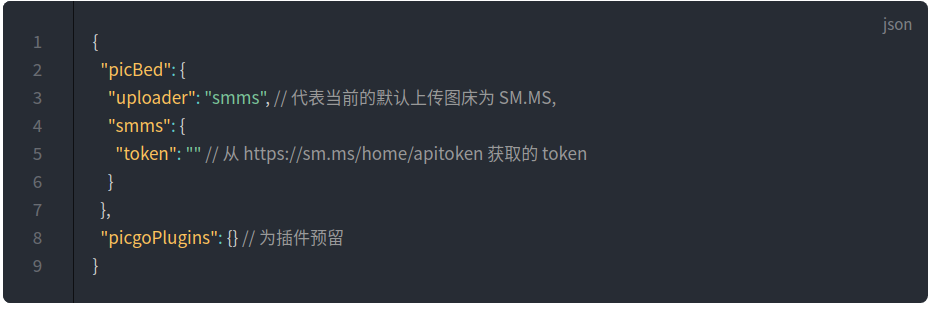 json
1 {
2 "picBed": {
3 "uploader": "smms", // 代表当前的默认上传图床为 SM.MS,
4 "smms": {
5 "token": "" // 从 https://sm.ms/home/apitoken 获取的 token
6 }
7 },
8 "picgoPlugins": {} // 为插件预留
9 }